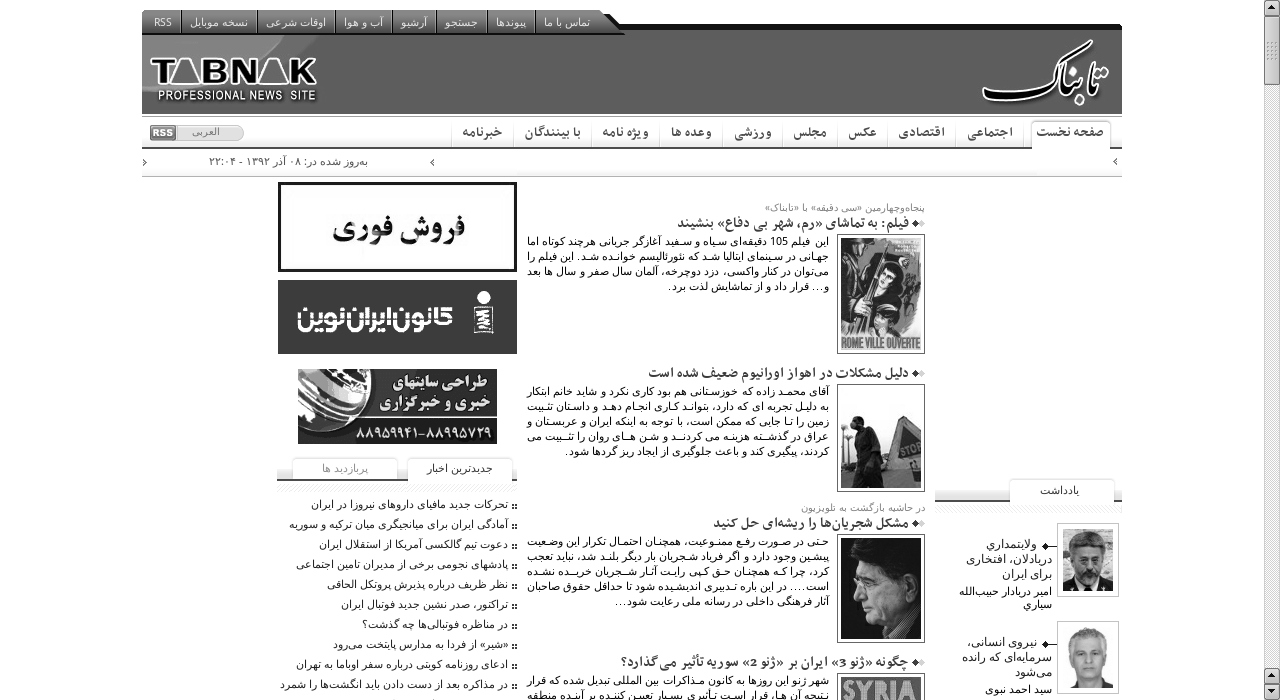 تماس با ما
پیوندها
جستجو
آرشیو
آب و هوا
اوقات شرعی
نسخه موبایل
RSS
تابناک
TABNAK
PROFESSIONAL NEWS SITE
صفحه نخست
اجتماعی
اقتصادی
عکس
مجلس
ورزشی
وعده ها
ویژه نامه
با بینندگان
خبرنامه
العربی
RSS
به‌روز شده در: ۰۸ آذر ۱۳۹۲ - ۲۲:۰۴
پنجاه‌وچهارمین «سی دقیقه» با «تابناک»
فیلم: به تماشای «رم، شهر بی دفاع» بنشیند
این فیلم 105 دقیقه‌ای سیاه و سفید آغازگر جریانی هرچند کوتاه اما
جهانی در سینمای ایتالیا شد که نئورئالیسم خوانده شد. این فیلم را
می‌توان در کنار واکسی، دزد دوچرخه، آلمان سال صفر و سال ها بعد
و... قرار داد و از تماشایش لذت برد.
ROME VILLE OUVERTE
دلیل مشکلات در اهواز اورانیوم ضعیف شده است
آقای محمد زاده که خوزستانی هم بود کاری نکرد و شاید خانم ابتکار
به دلیل تجربه ای که دارد، بتواند کاری انجام دهد و داستان تثبیت
زمین را تا جایی که ممکن است، با توجه به اینکه ایران و عربستان و
عراق در گذشته هزینه می کردند و شن های روان را تثبیت می
کردند، پیگیری کند و باعث جلوگیری از ایجاد ریز گردها شود.
در حاشیه بازگشت به تلویزیون
مشکل شجریان‌ها را ریشه‌ای حل کنید
حتی در صورت رفع ممنوعیت، همچنان احتمال تکرار این وضعیت
پیشین وجود دارد و اگر فریاد شجریان بار دیگر بلند شد، نباید تعجب
کرد، چرا که همچنان حق کپی رایت آثار شجریان خریده نشده
است.... در این باره تدبیری اندیشیده شود تا حداقل حقوق صاحبان
آثار فرهنگی داخلی در رسانه ملی رعایت شود...
چگونه «ژنو 3» ایران بر «ژنو 2» سوریه تأثیر می‌گذارد؟
شهر ژنو این روزها به کانون مذاکرات بین المللی تبدیل شده که قرار
نتیجه آن ها، قرار است تأثیری بسیار تعیین کننده بر آینده منطقه
SYRIA
فروش فوری
کانون ایران نوین
طراحی سایتهای
خبری و خبرگزاری
۸۸۹۵۹۹۴۱-۸۸۹۹۵۷۲۹
جدیدترین اخبار
پربازدید ها
تحرکات جدید مافیای داروهای نیروزا در ایران
آمادگی ایران برای میانجیگری میان ترکیه و سوریه
دعوت تیم گالکسی آمریکا از استقلال ایران
پادشهای نجومی برخی از مدیران تامین اجتماعی
نظر ظریف درباره پذیرش پروتکل الحاقی
تراکتور، صدر نشین جدید فوتبال ایران
در مناظره فوتبالی‌ها چه گذشت؟
«شیر» از فردا به مدارس پایتخت می‌رود
ادعای روزنامه کویتی درباره سفر اوباما به تهران
در مذاکره بعد از دست دادن باید انگشت‌ها را شمرد
یادداشت
ولايتمداري
دریادلان، افتخاری
برای ایران
امیر دریادار حبیب‌الله
سیاري
نیروی انسانی،
سرمایه‌ای که رانده
می‌شود
سید احمد نبوی